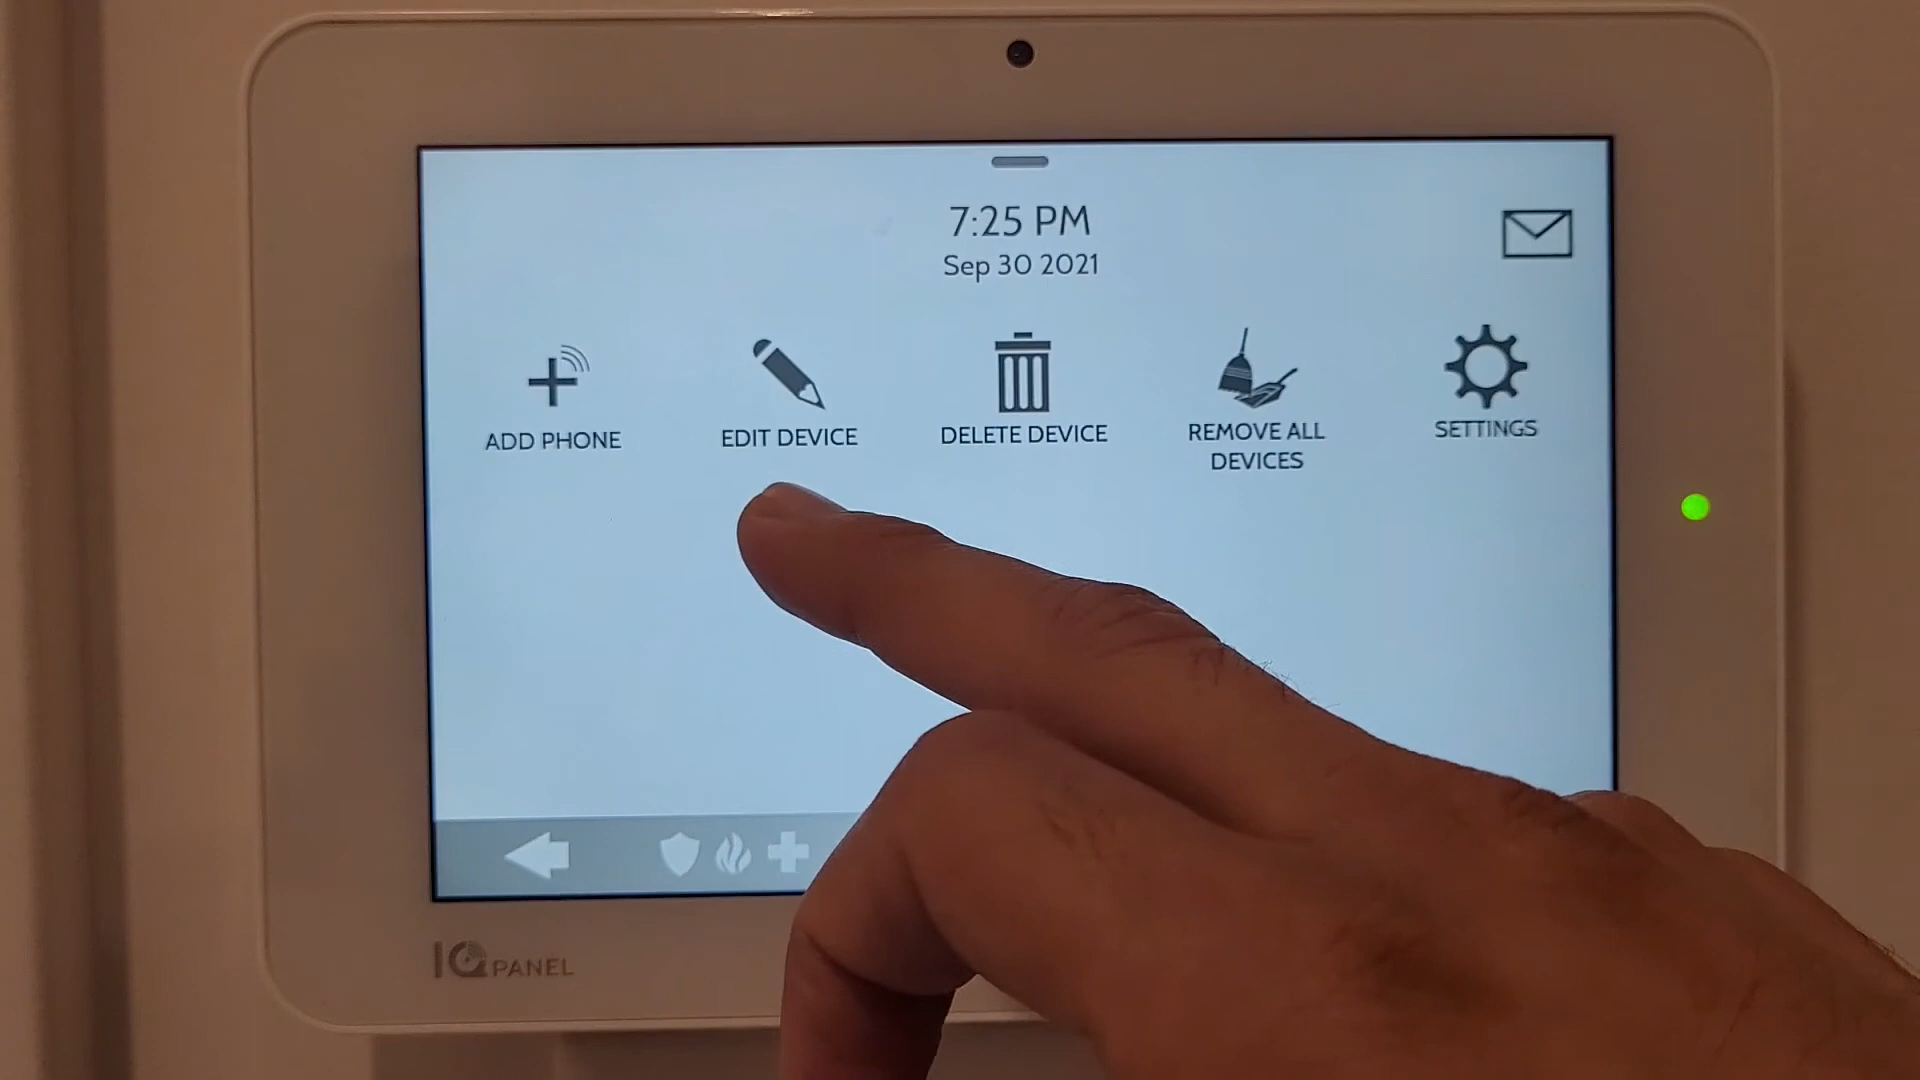 7:25 PM
Sep 30 2021
ADD PHONE
EDIT DEVICE
DELETE DEVICE
REMOVE ALL
DEVICES
SETTINGS
IQ PANEL